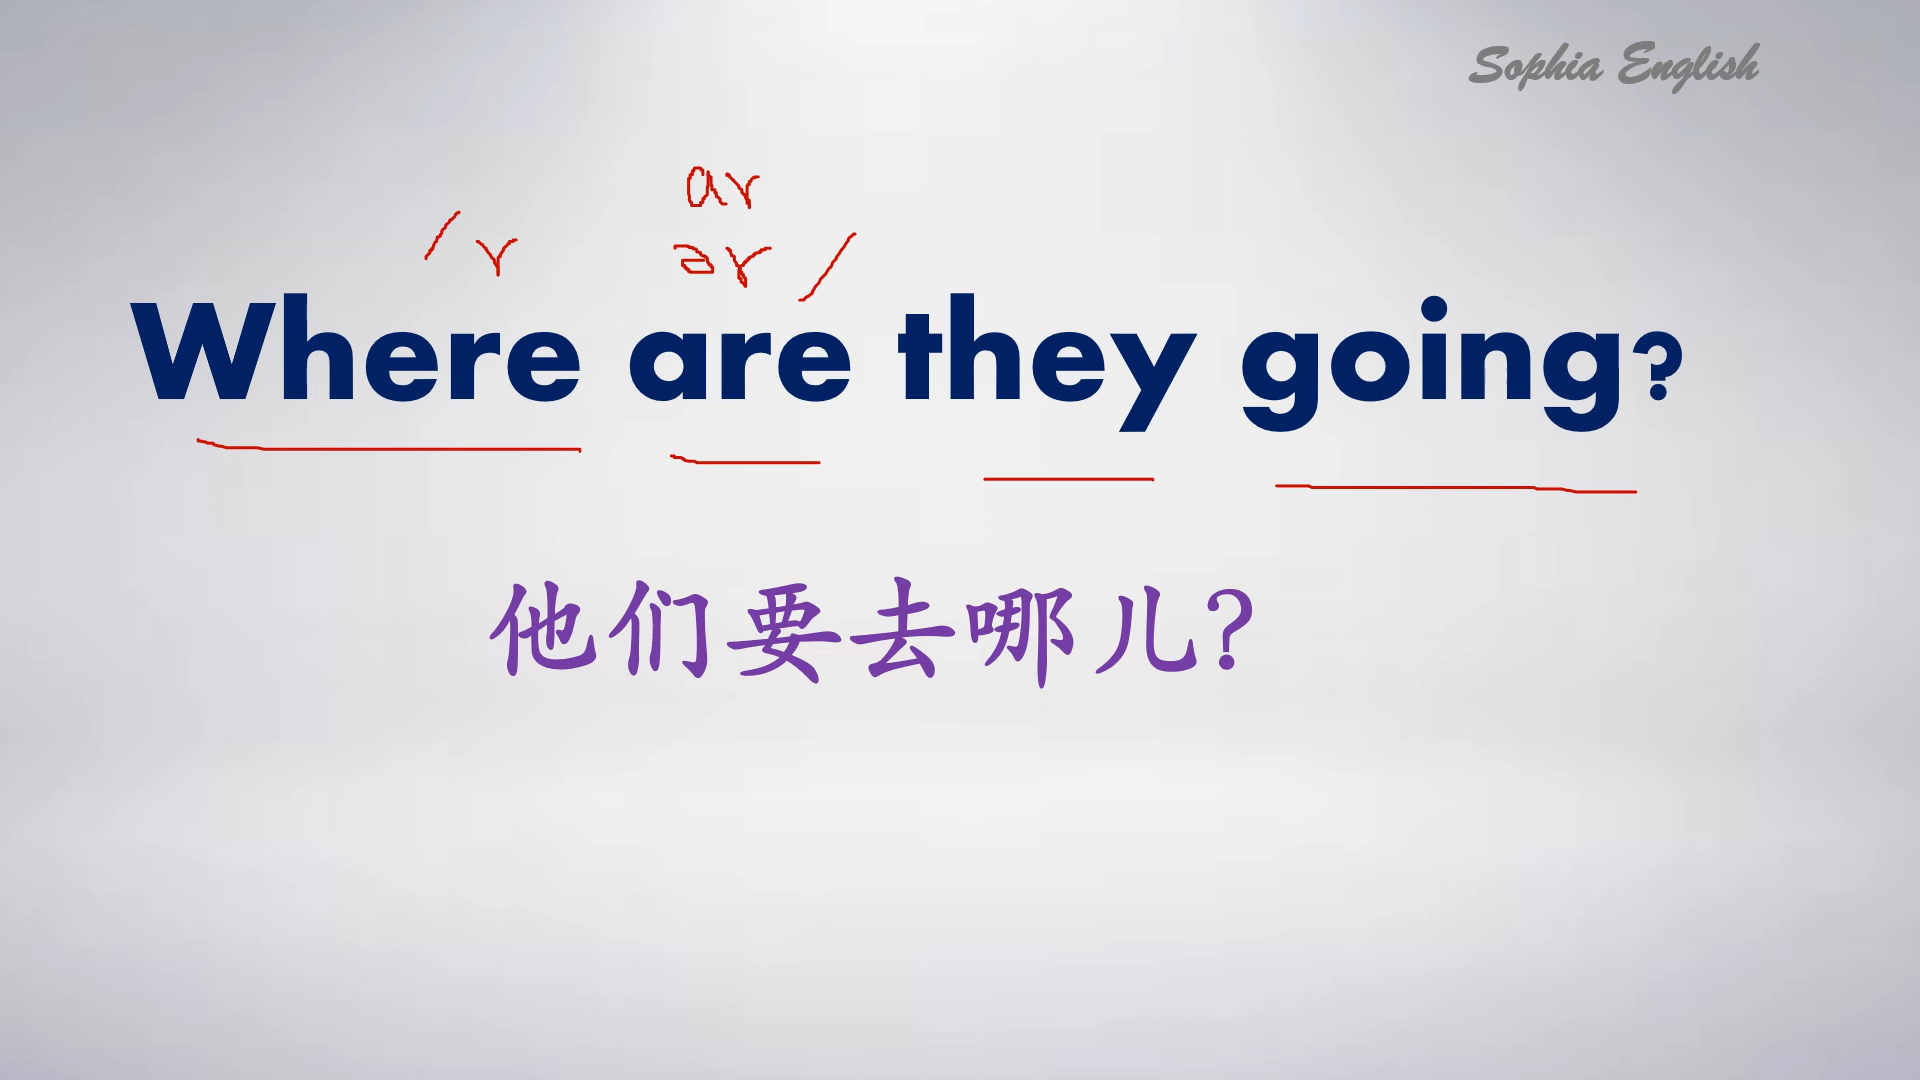 Sophia English
ar
/ r ər /
Where are they going?
他们要去哪儿?